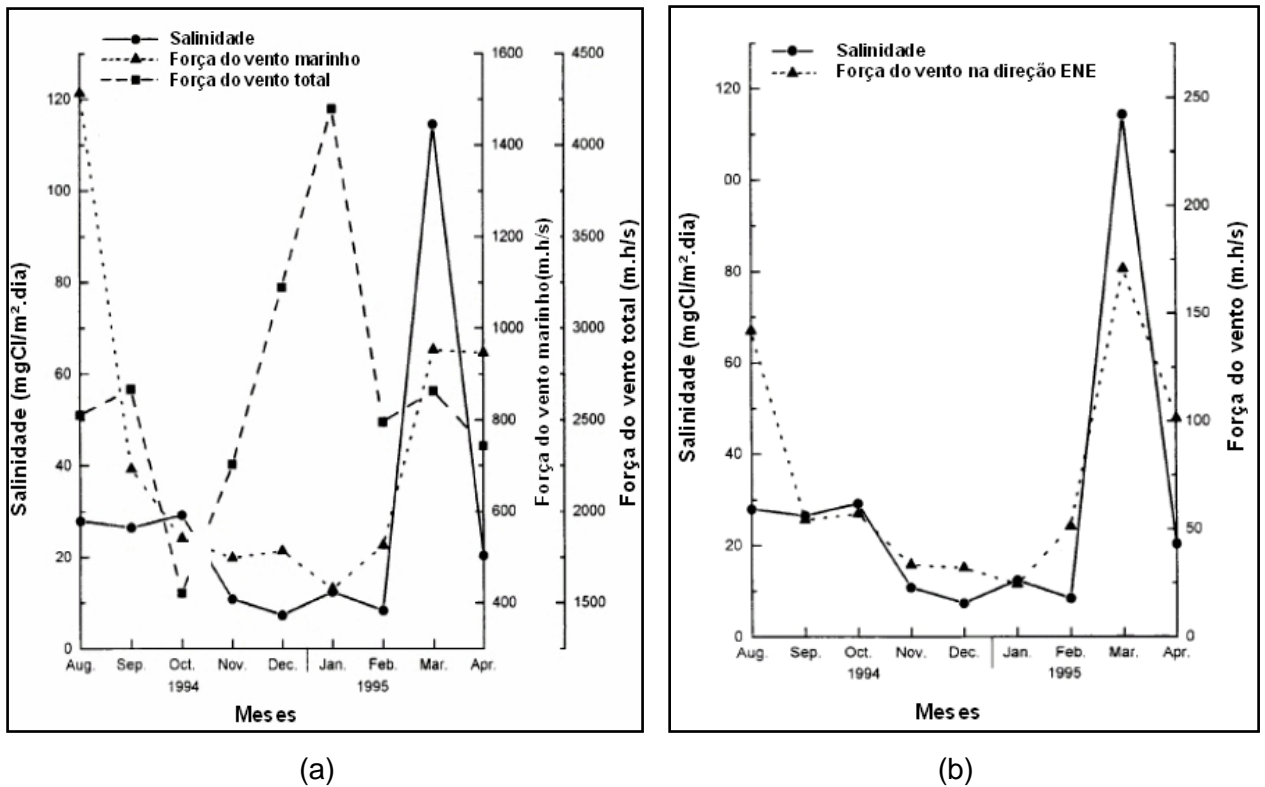 Salinidade
Força do vento marinho
Força do vento total
Salinidade (mgCl/m².dia)
120
100
80
60
40
20
0
1600
1400
1200
1000
800
600
400
Força do vento marinho(m.h/s)
4500
4000
4500
3000
2500
2000
1500
Força do vento total (m.h/s)
Aug. Sep. Oct. Nov. Dec. Jan. Feb. Mar. Apr.
1994 1995
Meses
(a)
Salinidade
Força do vento na direção ENE
Salinidade (mgCl/m².dia)
120
00
80
60
40
20
0
250
200
150
100
50
0
Força do vento (m.h/s)
Aug. Sep. Oct. Nov. Dec. Jan. Feb. Mar. Apr.
1994 1995
Meses
(b)